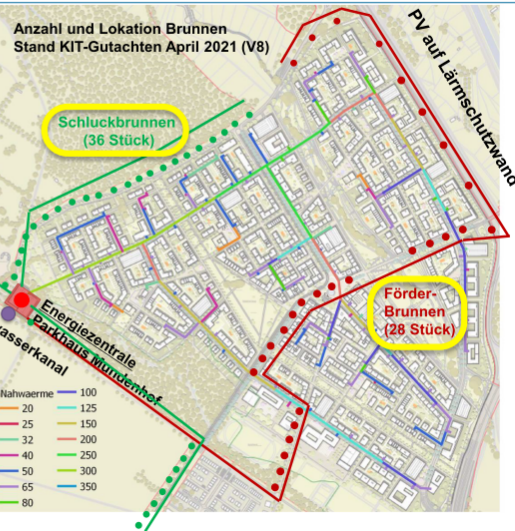 Anzahl und Lokation Brunnen
Stand KIT-Gutachten April 2021 (V8)
PV auf Lärmschutzwand
Schluckbrunnen
(36 Stück)
Förder-
Brunnen
(28 Stück)
Energiezentrale
Parkhaus Mundenhof
wasserkanal
Nahwaerme
20
25
32
40
50
65
80
100
125
150
200
250
300
350